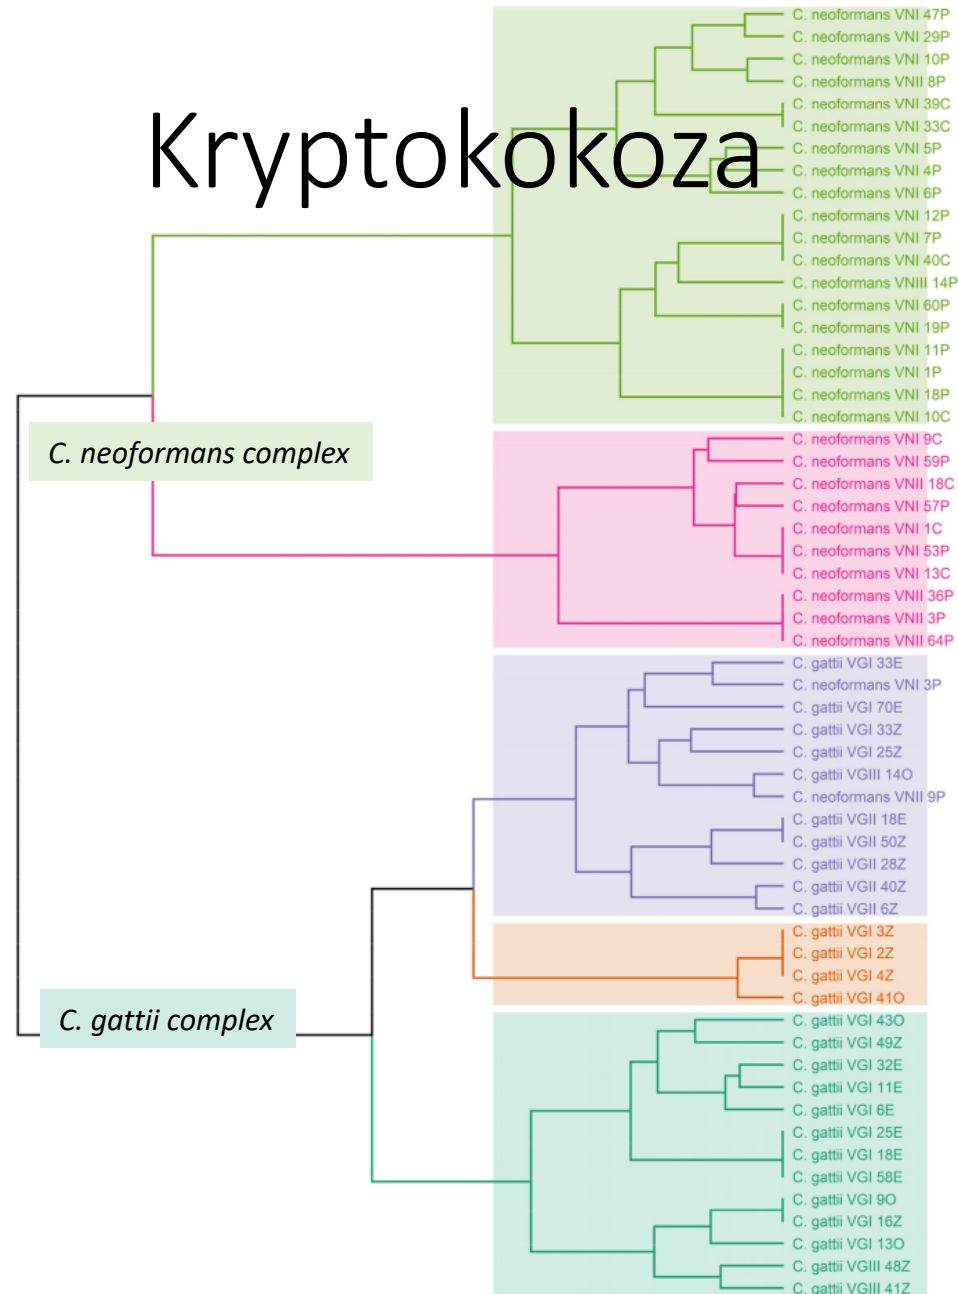 C. neoformans VNI 47P
C. neoformans VNI 29P
C. neoformans VNI 10P
C. neoformans VNII 8P
C. neoformans VNI 39C
C. neoformans VNI 33C
Kryptokokoza
C. neoformans VNI 5P
C. neoformans VNI 4P
C. neoformans VNI 6P
C. neoformans VNI 12P
C. neoformans VNI 7P
C. neoformans VNI 40C
C. neoformans VNIII 14P
C. neoformans VNI 60P
C. neoformans VNI 19P
C. neoformans VNI 11P
C. neoformans VNI 1P
C. neoformans VNI 18P
C. neoformans VNI 10C
C. neoformans complex
C. neoformans VNI 9C
C. neoformans VNI 59P
C. neoformans VNII 18C
C. neoformans VNI 57P
C. neoformans VNI 1C
C. neoformans VNI 53P
C. neoformans VNI 13C
C. neoformans VNII 36P
C. neoformans VNII 3P
C. neoformans VNII 64P
C. gattii VGI 33E
C. neoformans VNI 3P
C. gattii VGI 70E
C. gattii VGI 33Z
C. gattii VGI 25Z
C. gattii VGIII 14O
C. neoformans VNII 9P
C. gattii VGII 18E
C. gattii VGII 50Z
C. gattii VGII 28Z
C. gattii VGII 40Z
C. gattii VGII 6Z
C. gattii VGI 3Z
C. gattii VGI 2Z
C. gattii VGI 4Z
C. gattii VGI 41O
C. gattii complex
C. gattii VGI 43O
C. gattii VGI 49Z
C. gattii VGI 32E
C. gattii VGI 11E
C. gattii VGI 6E
C. gattii VGI 25E
C. gattii VGI 18E
C. gattii VGI 58E
C. gattii VGI 9O
C. gattii VGI 16Z
C. gattii VGI 13O
C. gattii VGIII 48Z
C. gattii VGIII 41Z